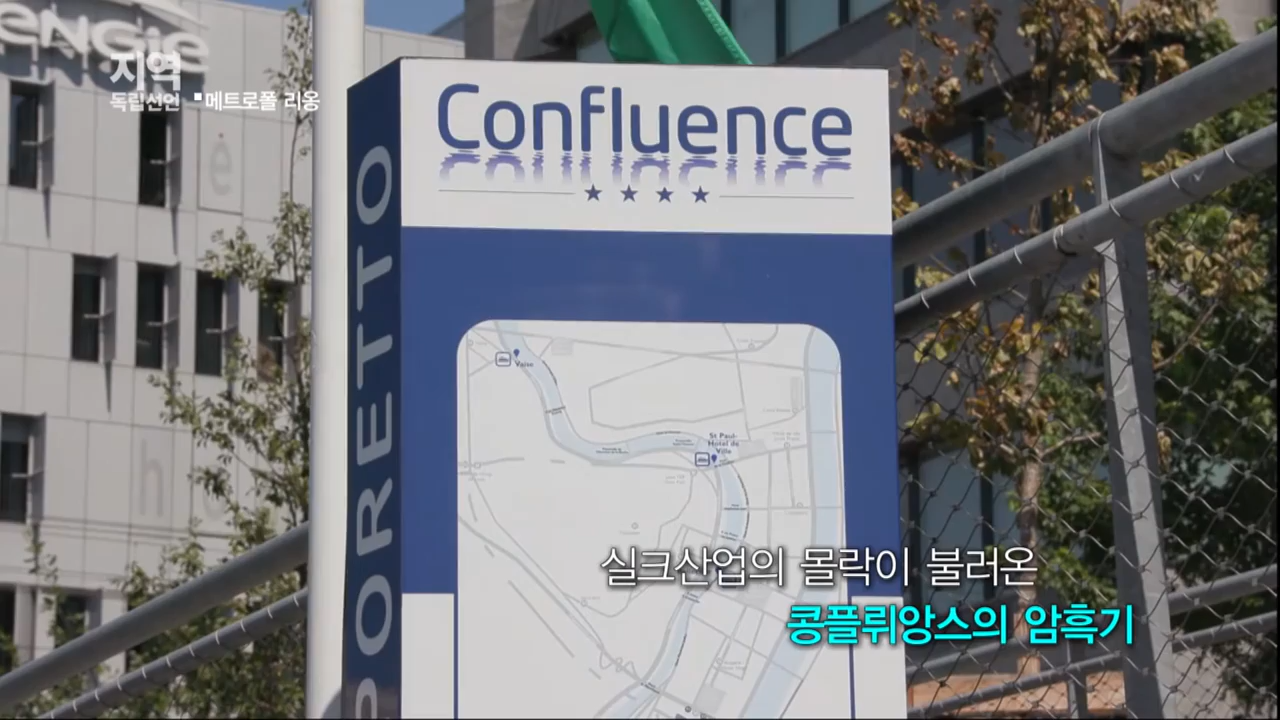 engie
지역
독립선언
메트로폴 리옹
Confluence
PORETTO
Vaise
St Paul-
Hotel de
Ville
실크산업의 몰락이 불러온
콩플뤼앙스의 암흑기